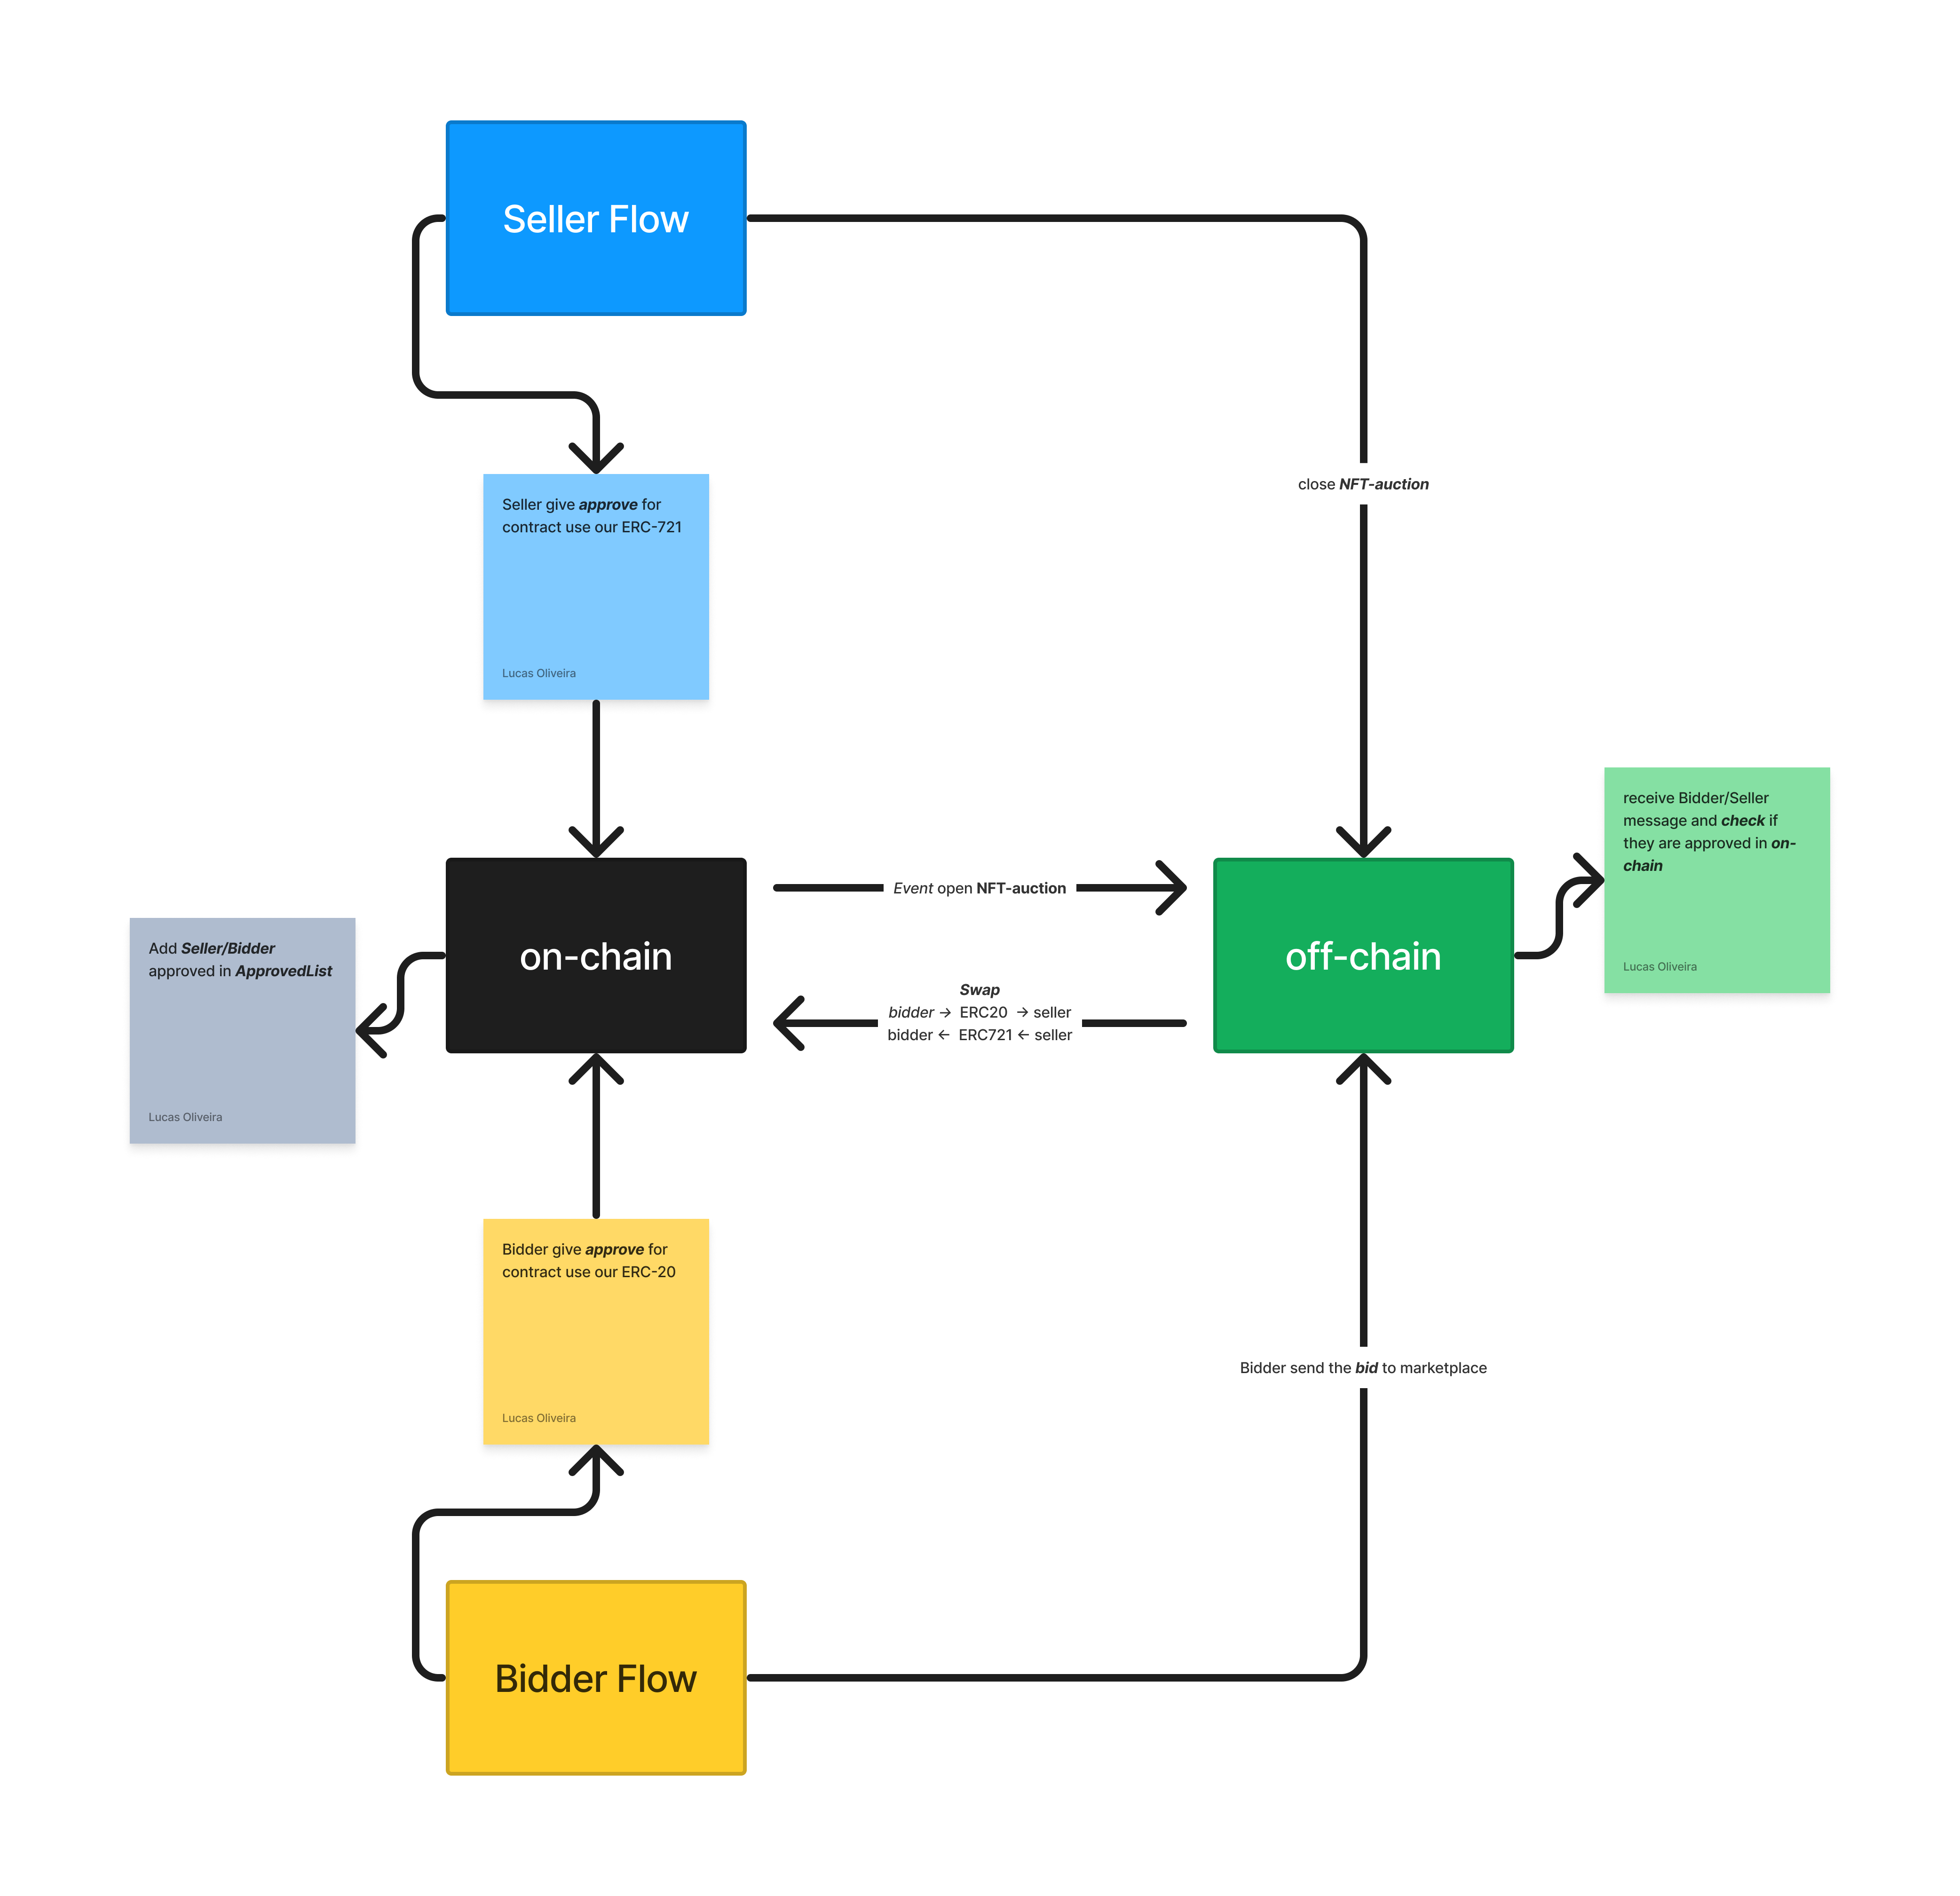 Seller Flow
Seller give approve for
contract use our ERC-721
Lucas Oliveira
close NFT-auction
receive Bidder/Seller
message and check if
they are approved in on-
chain
Lucas Oliveira
Event open NFT-auction
on-chain
off-chain
Add Seller/Bidder
approved in ApprovedList
Lucas Oliveira
Swap
bidder → ERC20 → seller
bidder ← ERC721 ← seller
Bidder give approve for
contract use our ERC-20
Lucas Oliveira
Bidder send the bid to marketplace
Bidder Flow